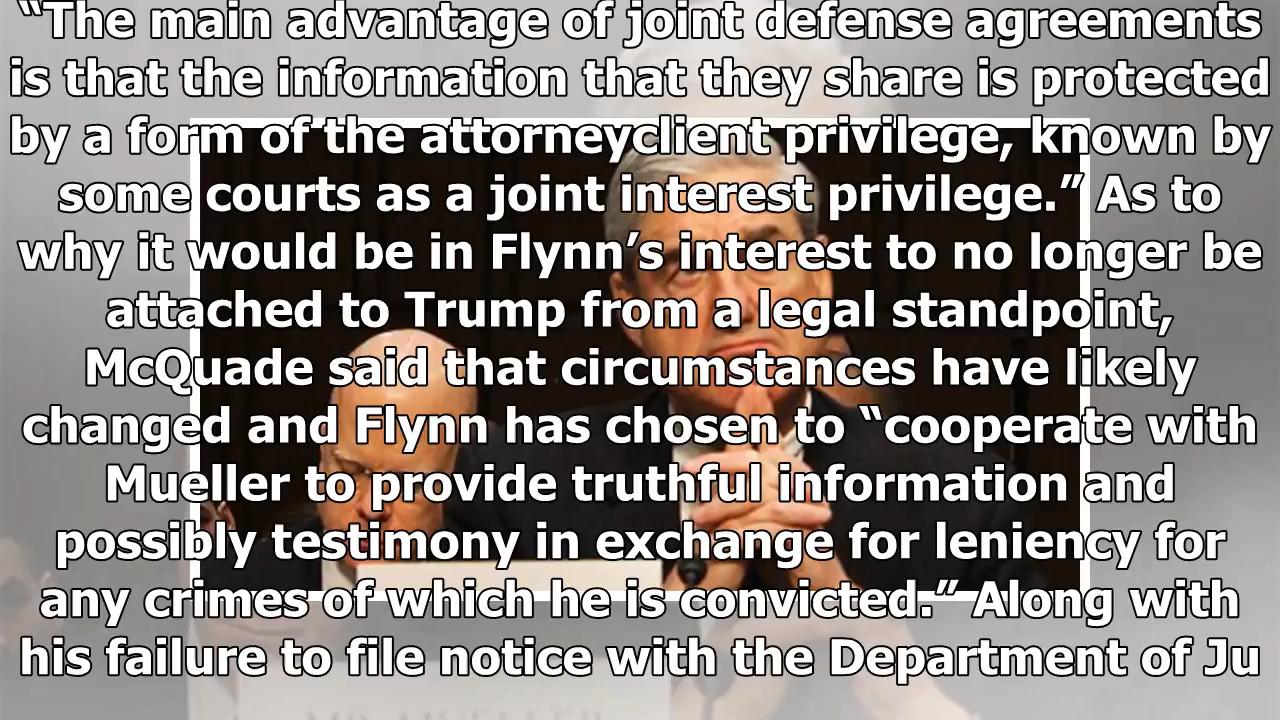 “The main advantage of joint defense agreements
is that the information that they share is protected
by a form of the attorneyclient privilege, known by
some courts as a joint interest privilege.” As to
why it would be in Flynn’s interest to no longer be
attached to Trump from a legal standpoint,
McQuade said that circumstances have likely
changed and Flynn has chosen to “cooperate with
Mueller to provide truthful information and
possibly testimony in exchange for leniency for
any crimes of which he is convicted.” Along with
his failure to file notice with the Department of Ju
MR. MUELLER